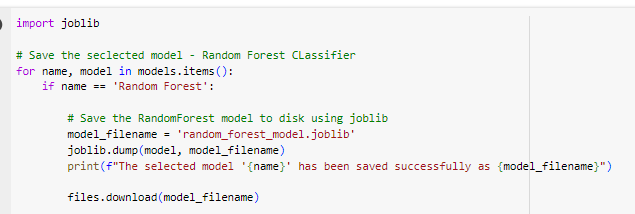 import joblib
# Save the seclected model - Random Forest CLassifier
for name, model in models.items():
    if name == 'Random Forest':
        # Save the RandomForest model to disk using joblib
        model_filename = 'random_forest_model.joblib'
        joblib.dump(model, model_filename)
        print(f"The selected model '{name}' has been saved successfully as {model_filename}")
        files.download(model_filename)